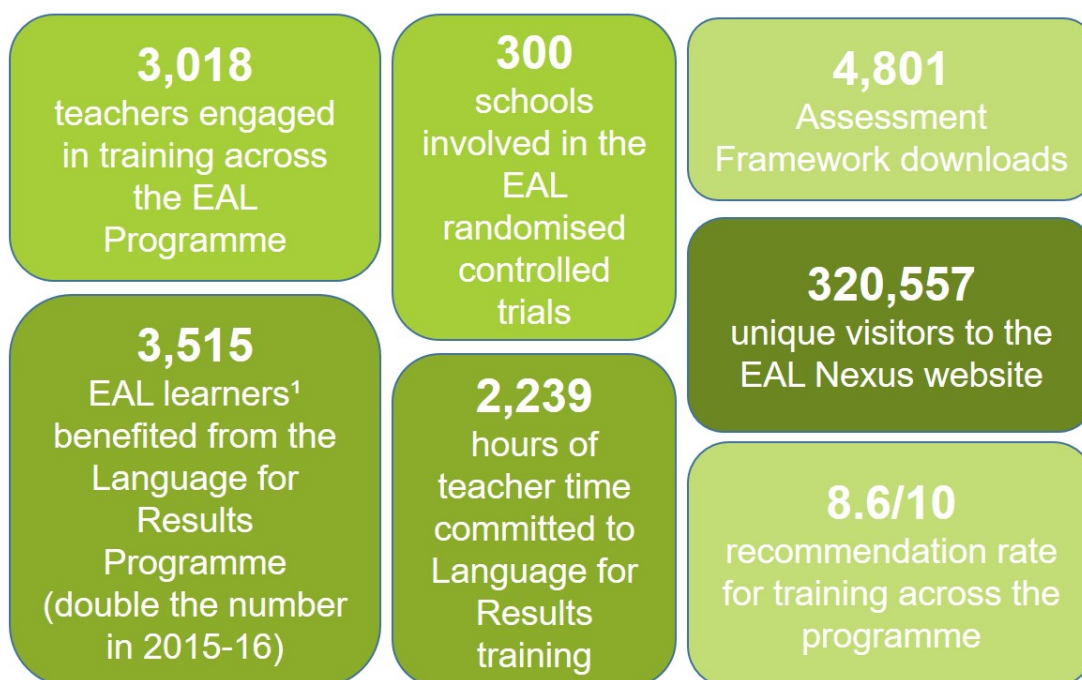 3,018
teachers engaged
in training across
the EAL
Programme
3,515
EAL learners¹
benefited from the
Language for
Results
Programme
(double the number
in 2015-16)
300
schools
involved in the
EAL
randomised
controlled
trials
2,239
hours of
teacher time
committed to
Language for
Results
training
4,801
Assessment
Framework downloads
320,557
unique visitors to the
EAL Nexus website
8.6/10
recommendation rate
for training across the
programme